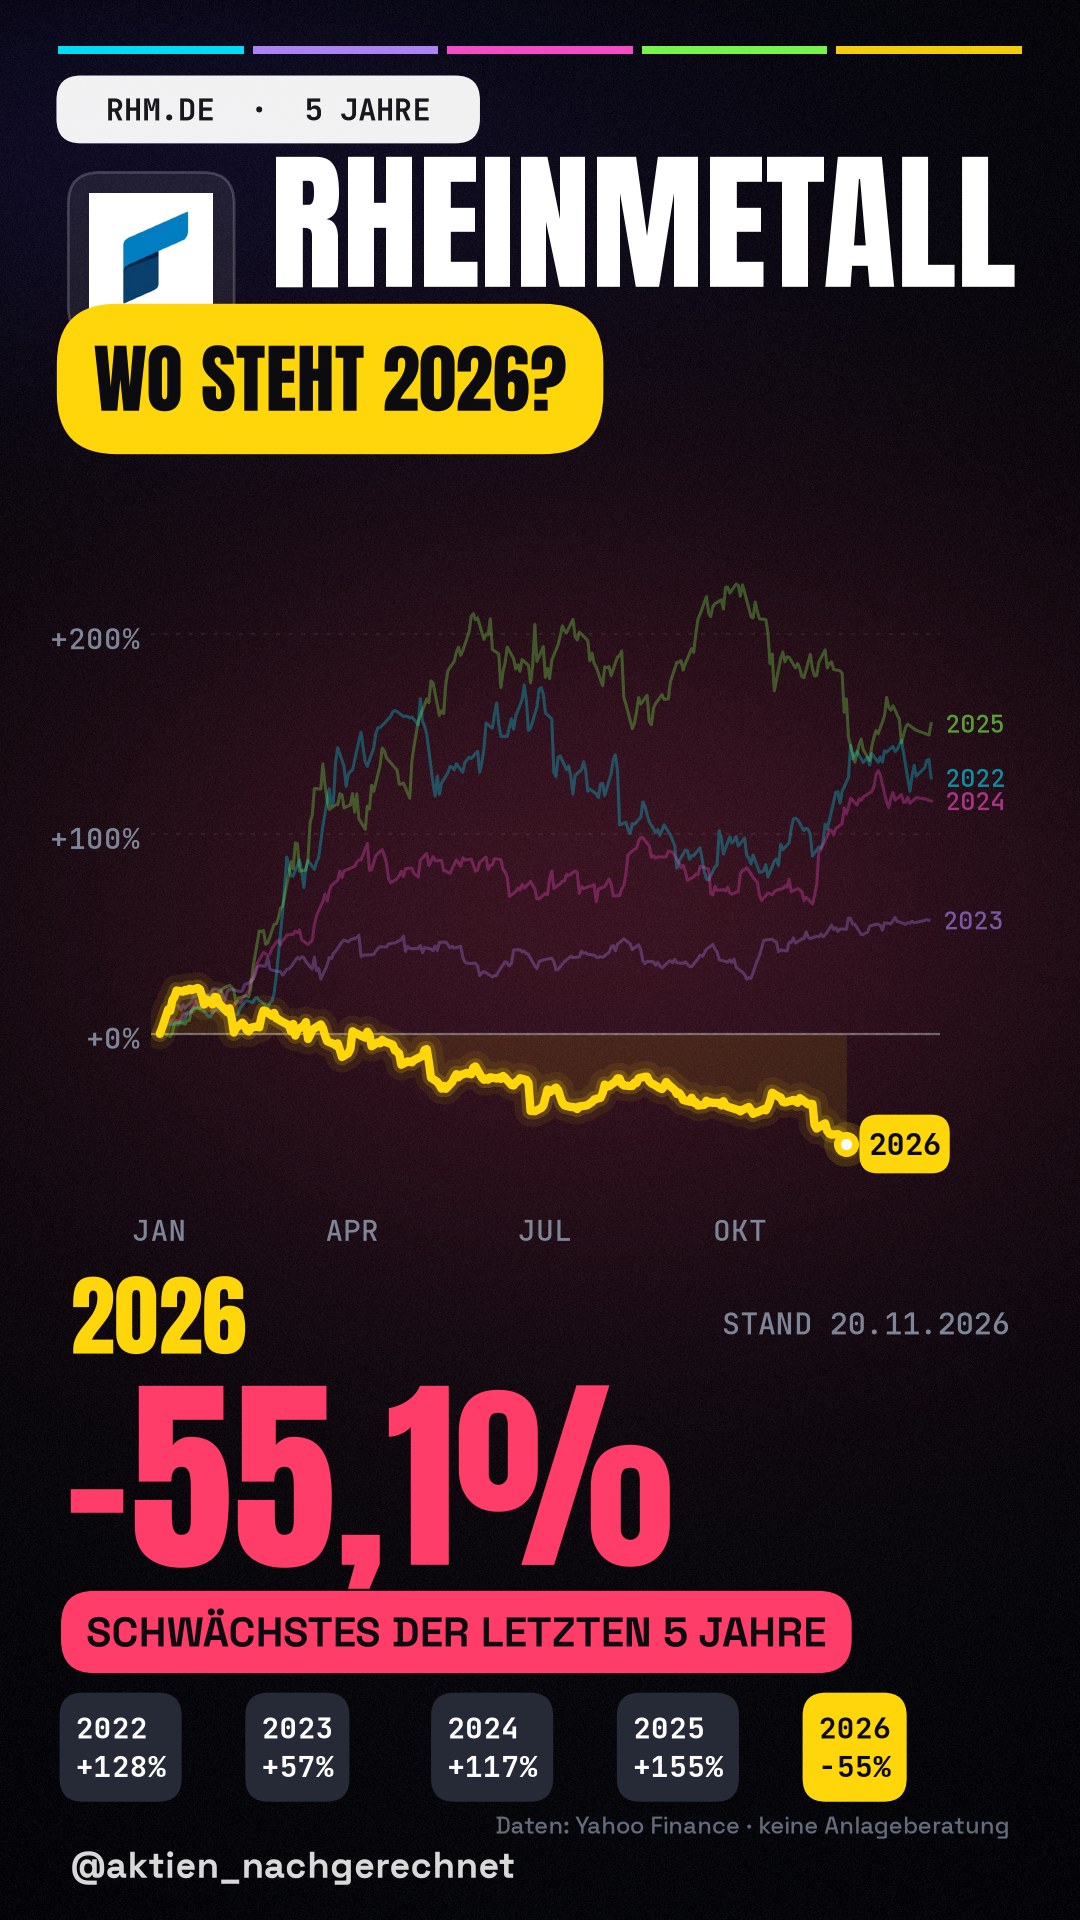 RHM.DE · 5 JAHRE
RHEINMETALL
WO STEHT 2026?
+200%
+100%
+0%
2025
2022
2024
2023
2026
JAN APR JUL OKT
2026
STAND 20.11.2026
-55,1%
SCHWÄCHSTES DER LETZTEN 5 JAHRE
2022 2023 2024 2025 2026
+128% +57% +117% +155% -55%
Daten: Yahoo Finance · keine Anlageberatung
@aktien_nachgerechnet